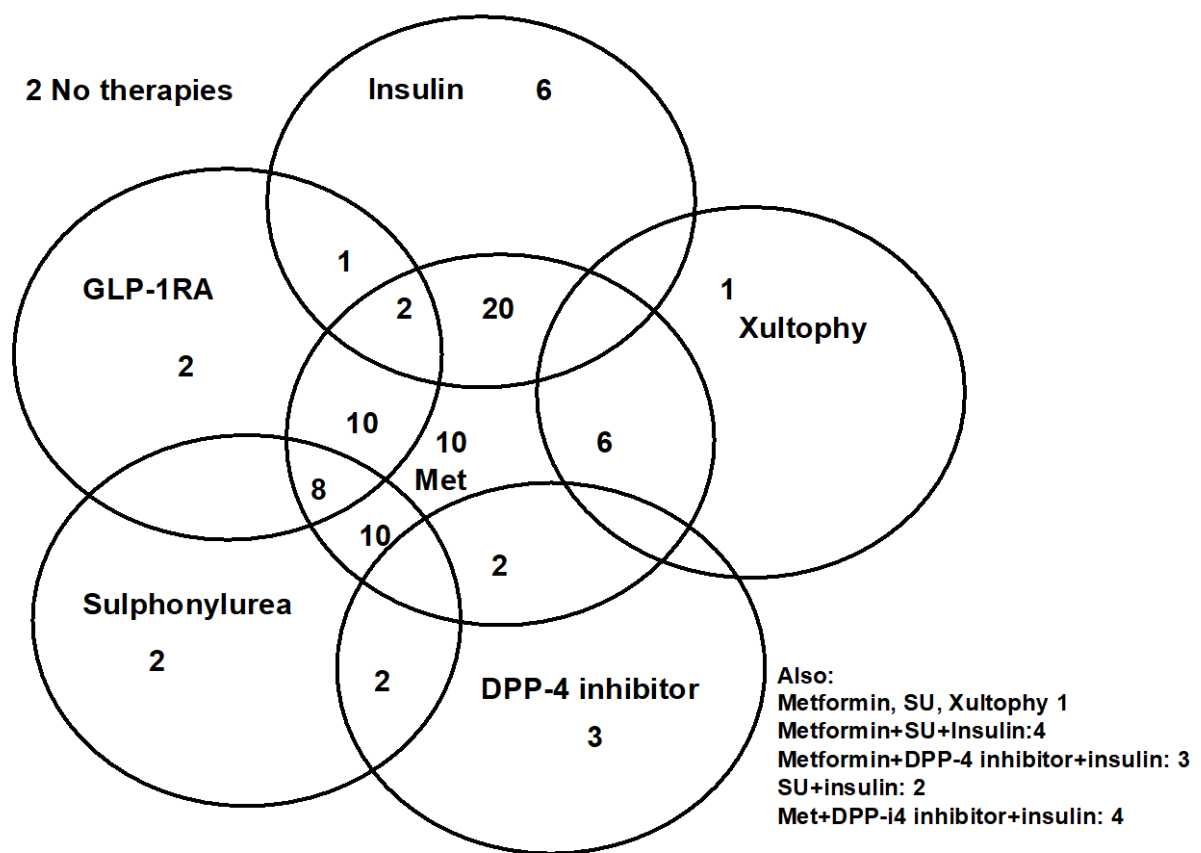 2 No therapies
Insulin 6
1
GLP-1RA
2 20
1
Xultophy
2
10 10 6
Met
8
10
2
Sulphonylurea
2
2
DPP-4 inhibitor
3
Also:
Metformin, SU, Xultophy 1
Metformin+SU+Insulin:4
Metformin+DPP-4 inhibitor+insulin: 3
SU+insulin: 2
Met+DPP-i4 inhibitor+insulin: 4